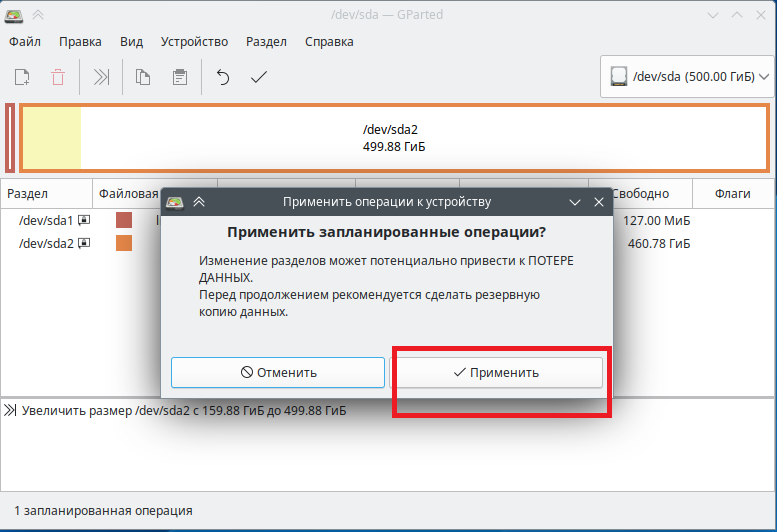 /dev/sda — GParted
Файл Правка Вид Устройство Раздел Справка
/dev/sda (500.00 ГиБ)
/dev/sda2
499.88 ГиБ
Раздел Файловая Свободно Флаги
/dev/sda1 127.00 МиБ
/dev/sda2 460.78 ГиБ
Применить операции к устройству
Применить запланированные операции?
Изменение разделов может потенциально привести к ПОТЕРЕ
ДАННЫХ.
Перед продолжением рекомендуется сделать резервную
копию данных.
Отменить Применить
Увеличить размер /dev/sda2 с 159.88 ГиБ до 499.88 ГиБ
1 запланированная операция